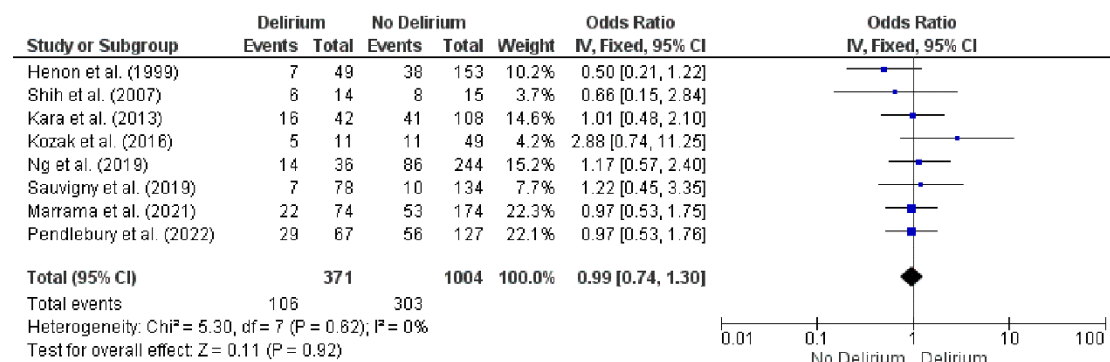 Delirium No Delirium Odds Ratio Odds Ratio
Study or Subgroup Events Total Events Total Weight IV, Fixed, 95% CI IV, Fixed, 95% CI
Henon et al. (1999) 7 49 38 153 10.2% 0.50 [0.21, 1.22]
Shih et al. (2007) 6 14 8 15 3.7% 0.66 [0.15, 2.84]
Kara et al. (2013) 16 42 41 108 14.6% 1.01 [0.48, 2.10]
Kozak et al. (2016) 5 11 11 49 4.2% 2.88 [0.74, 11.25]
Ng et al. (2019) 14 36 86 244 15.2% 1.17 [0.57, 2.40]
Sauvigny et al. (2019) 7 78 10 134 7.7% 1.22 [0.45, 3.35]
Marrama et al. (2021) 22 74 53 174 22.3% 0.97 [0.53, 1.75]
Pendlebury et al. (2022) 29 67 56 127 22.1% 0.97 [0.53, 1.76]
Total (95% CI) 371 1004 100.0% 0.99 [0.74, 1.30]
Total events 106 303
Heterogeneity: Chi² = 5.30, df = 7 (P = 0.62); I² = 0%
Test for overall effect: Z = 0.11 (P = 0.92)
0.01 0.1 1 10 100
No Delirium Delirium